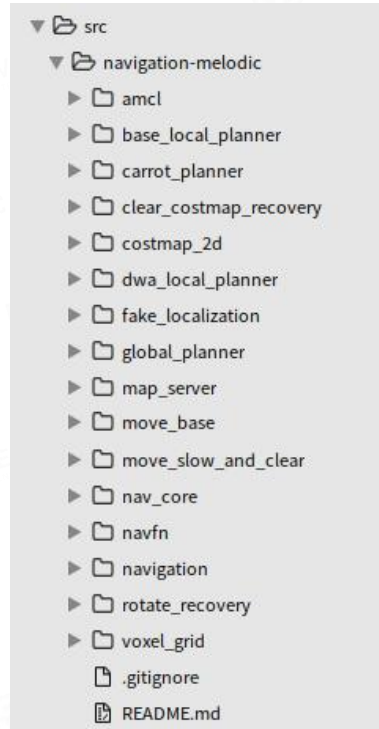 src
navigation-melodic
amcl
base_local_planner
carrot_planner
clear_costmap_recovery
costmap_2d
dwa_local_planner
fake_localization
global_planner
map_server
move_base
move_slow_and_clear
nav_core
navfn
navigation
rotate_recovery
voxel_grid
.gitignore
README.md